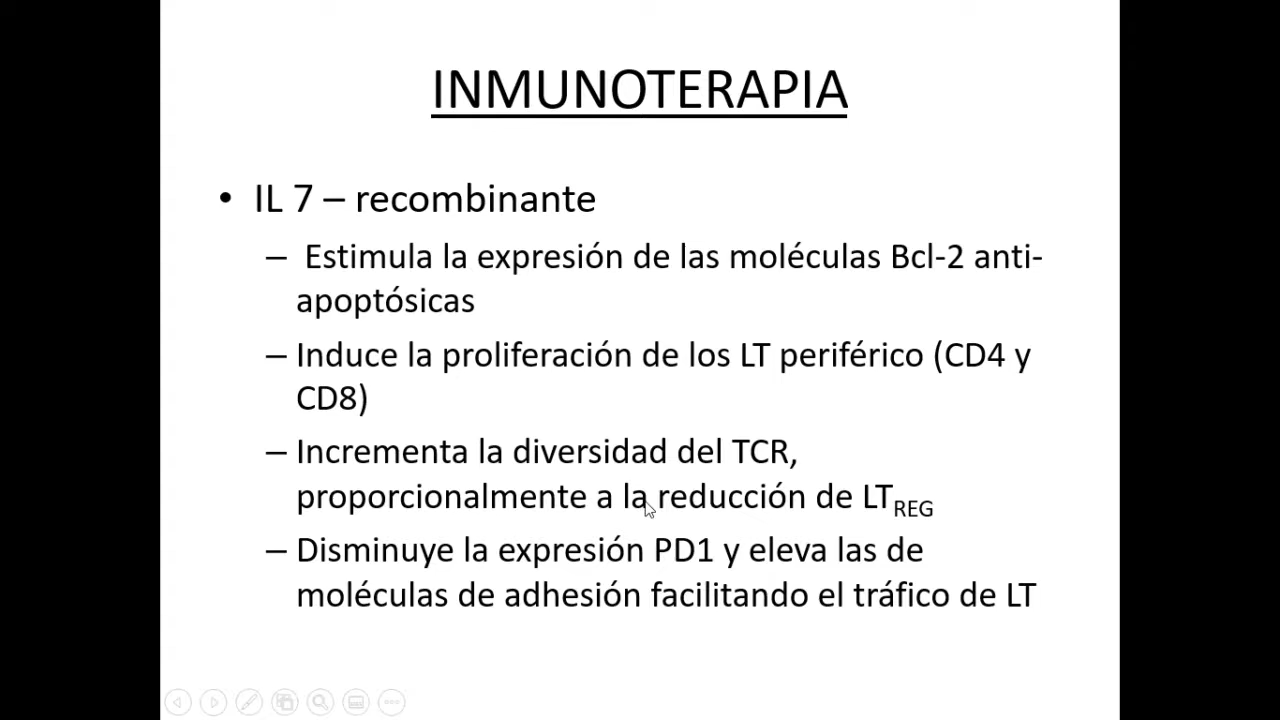 INMUNOTERAPIA
• IL 7 – recombinante
– Estimula la expresión de las moléculas Bcl-2 anti-
apoptósicas
– Induce la proliferación de los LT periférico (CD4 y
CD8)
– Incrementa la diversidad del TCR,
proporcionalmente a la reducción de LTREG
– Disminuye la expresión PD1 y eleva las de
moléculas de adhesión facilitando el tráfico de LT